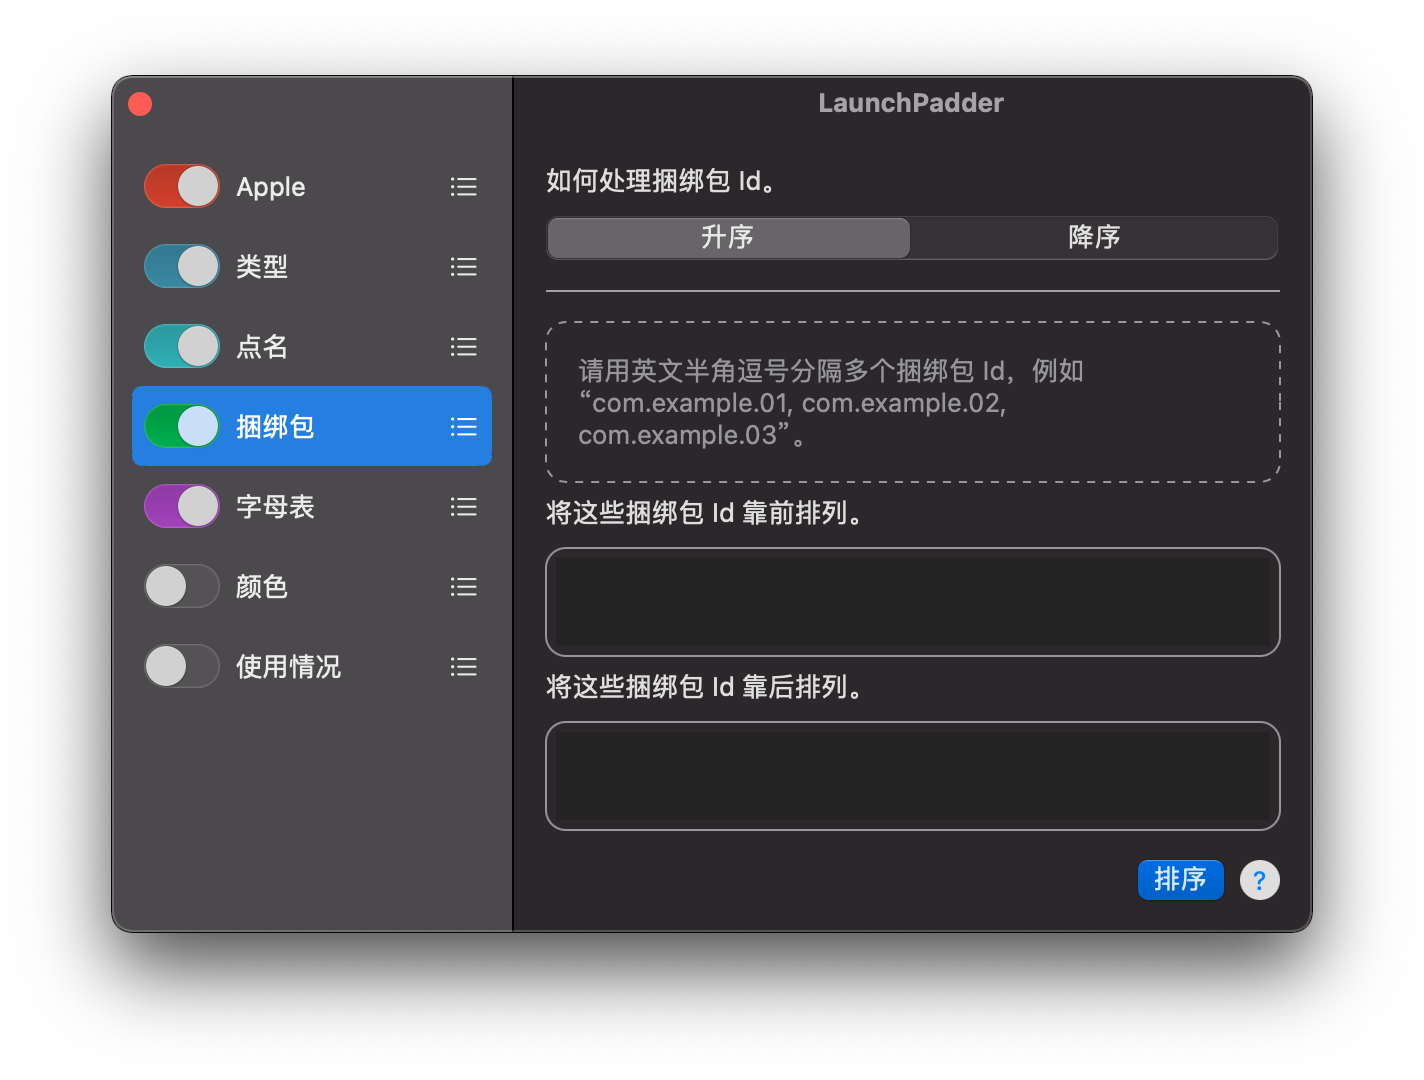 LaunchPadder
Apple
类型
点名
捆绑包
字母表
颜色
使用情况
如何处理捆绑包 Id。
升序
降序
请用英文半角逗号分隔多个捆绑包 Id，例如
“com.example.01, com.example.02,
com.example.03”。
将这些捆绑包 Id 靠前排列。
将这些捆绑包 Id 靠后排列。
排序
?